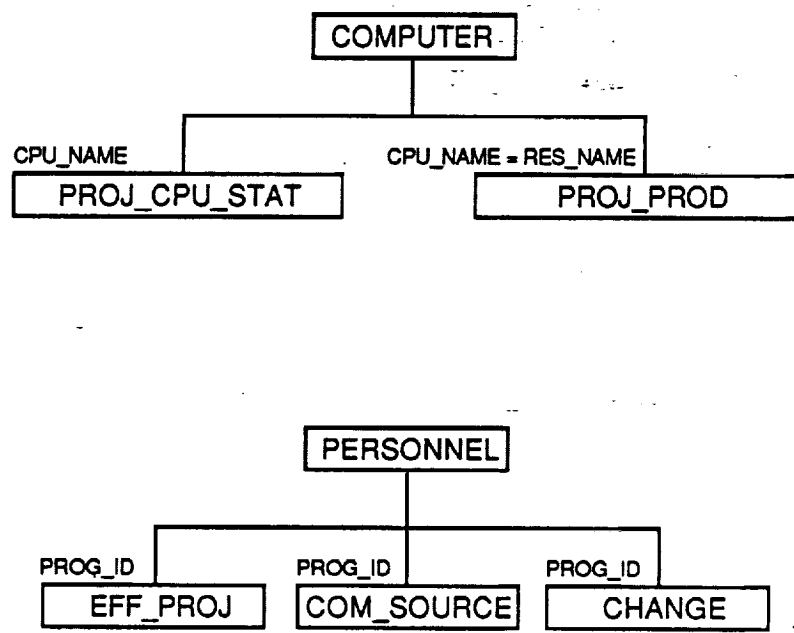 COMPUTER
CPU_NAME
CPU_NAME = RES_NAME
PROJ_CPU_STAT
PROJ_PROD
PERSONNEL
PROG_ID
PROG_ID
PROG_ID
EFF_PROJ
COM_SOURCE
CHANGE